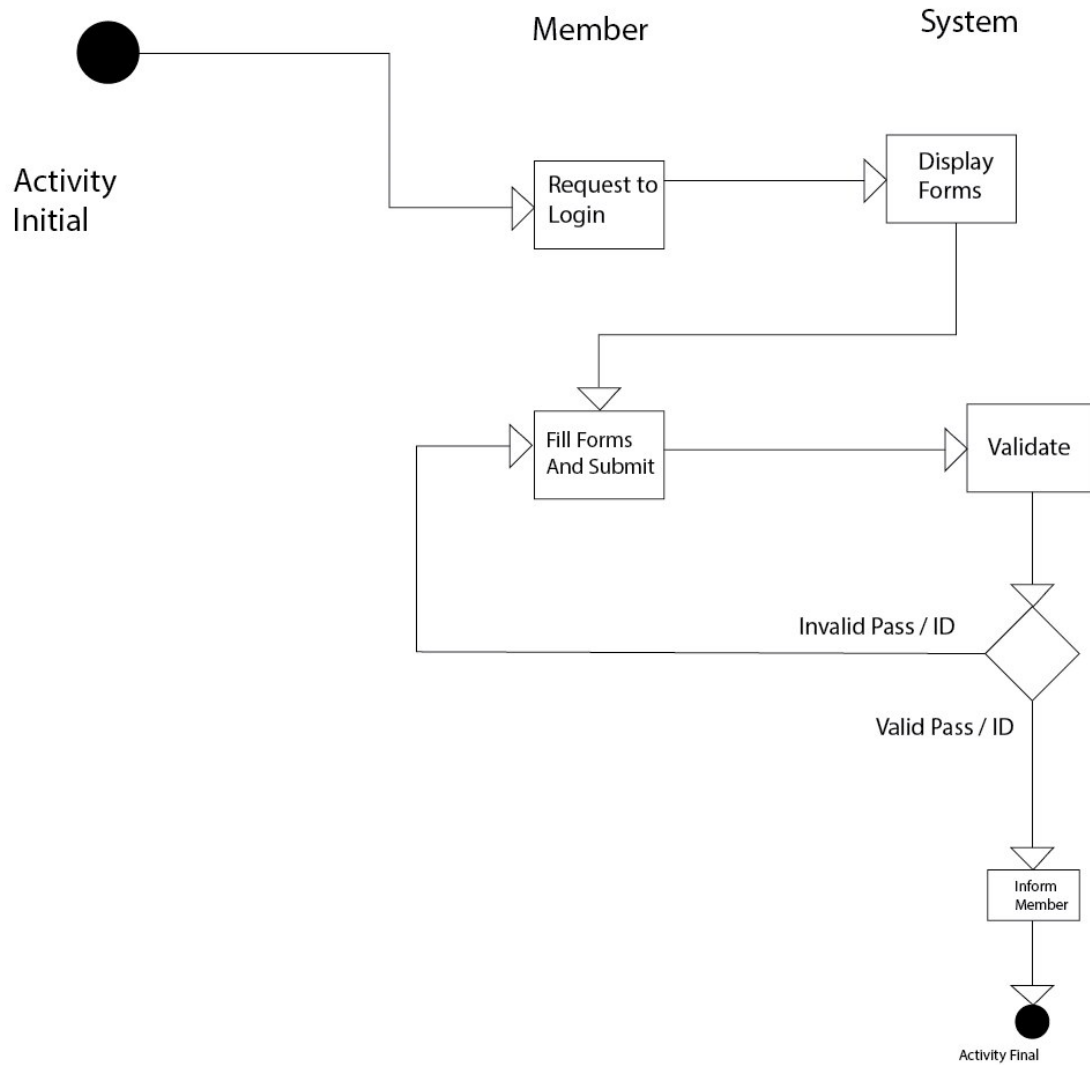 Member
System
Activity
Initial
Request to
Login
Display
Forms
Fill Forms
And Submit
Validate
Invalid Pass / ID
Valid Pass / ID
Inform
Member
Activity Final